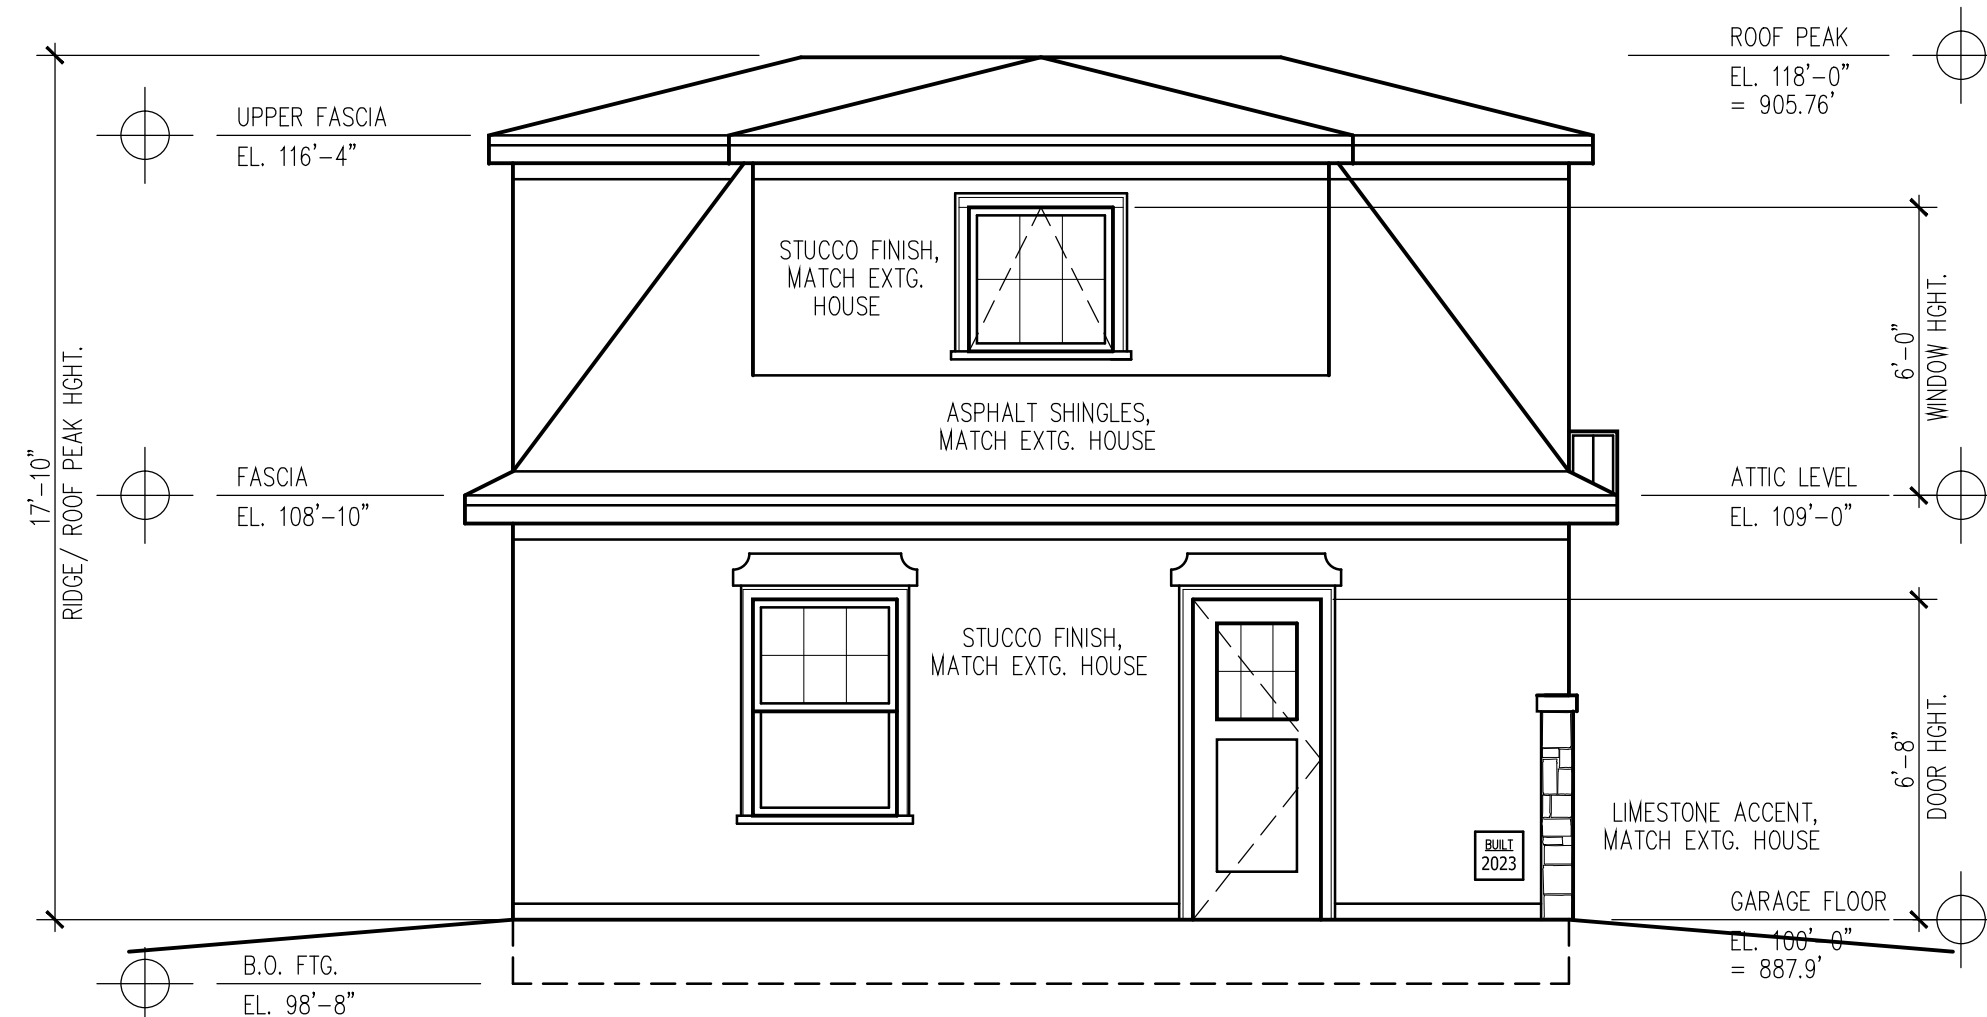 ROOF PEAK
EL. 118'-0"
= 905.76'
UPPER FASCIA
EL. 116'-4"
STUCCO FINISH,
MATCH EXTG.
HOUSE
6'-0"
WINDOW HGHT.
17'-10"
RIDGE/ ROOF PEAK HGHT.
ASPHALT SHINGLES,
MATCH EXTG. HOUSE
FASCIA
EL. 108'-10"
ATTIC LEVEL
EL. 109'-0"
STUCCO FINISH,
MATCH EXTG. HOUSE
6'-8"
DOOR HGHT.
LIMESTONE ACCENT,
MATCH EXTG. HOUSE
BUILT
2023
GARAGE FLOOR
EL. 100'-0"
= 887.9'
B.O. FTG.
EL. 98'-8"